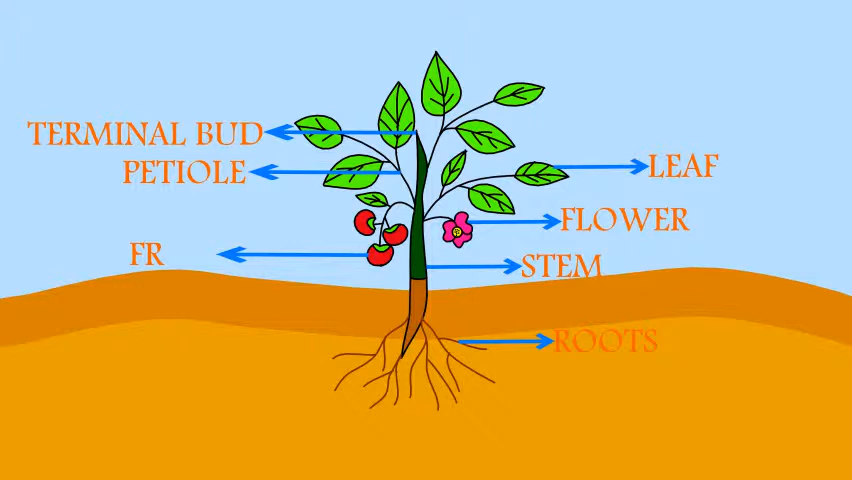 TERMINAL BUD
PETIOLE
LEAF
FLOWER
FR
STEM
ROOTS